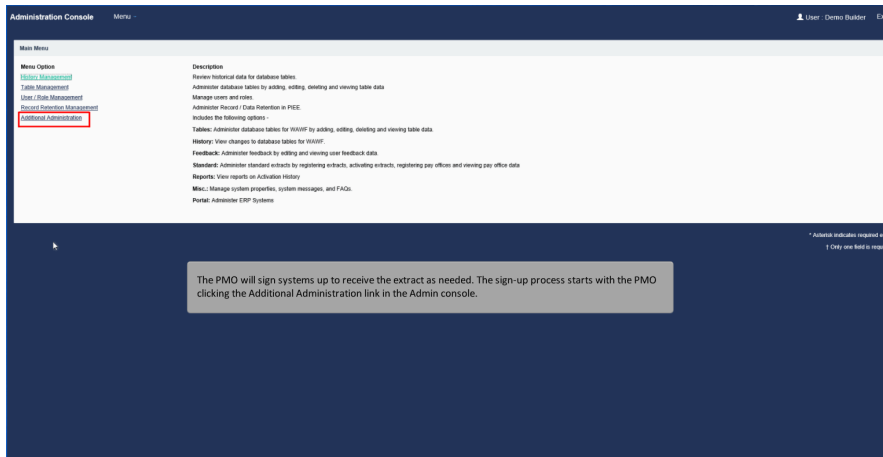 Administration Console Menu
User : Demo Builder Ex
Main Menu
Menu Option Description
History Management Review historical data for database tables.
Table Management Administer database tables by adding, editing, deleting and viewing table data
User / Role Management Manage users and roles.
Record Retention Management Administer Record / Data Retention in PIEE.
Additional Administration Includes the following options -
Tables: Administer database tables for WAWF by adding, editing, deleting and viewing table data.
History: View changes to database tables for WAWF.
Feedback: Administer feedback by editing and viewing user feedback data.
Standard: Administer standard extracts by registering extracts, activating extracts, registering pay offices and viewing pay office data
Reports: View reports on Activation History
Misc.: Manage system properties, system messages, and FAQs.
Portal: Administer ERP Systems
* Asterisk indicates required e
† Only one field is requ
The PMO will sign systems up to receive the extract as needed. The sign-up process starts with the PMO
clicking the Additional Administration link in the Admin console.